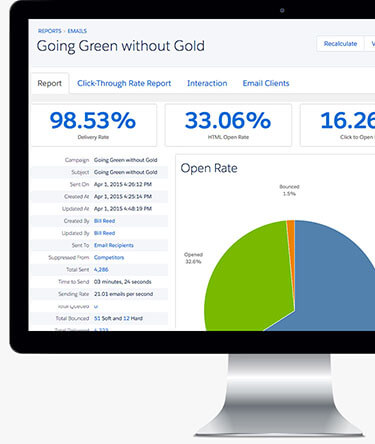 REPORTS › EMAILS
Going Green without Gold
Recalculate
Report Click-Through Rate Report Interaction Email Clients
98.53% 33.06% 16.26
Delivery Rate HTML Open Rate Click to Open
Campaign Going Green without Gold
Subject Going Green without Gold
Sent On Apr 1, 2015 4:26:12 PM
Created At Apr 1, 2015 4:25:14 PM
Updated At Apr 1, 2015 4:48:19 PM
Created By Bill Reed
Updated By Bill Reed
Sent To Email Recipients
Suppressed From Competitors
Total Sent 4,286
Time to Send 03 minutes, 24 seconds
Sending Rate 21.01 emails per second
Total Queued
Total Bounced 51 Soft and 12 Hard
Open Rate
Bounced
1.5%
Opened
32.6%